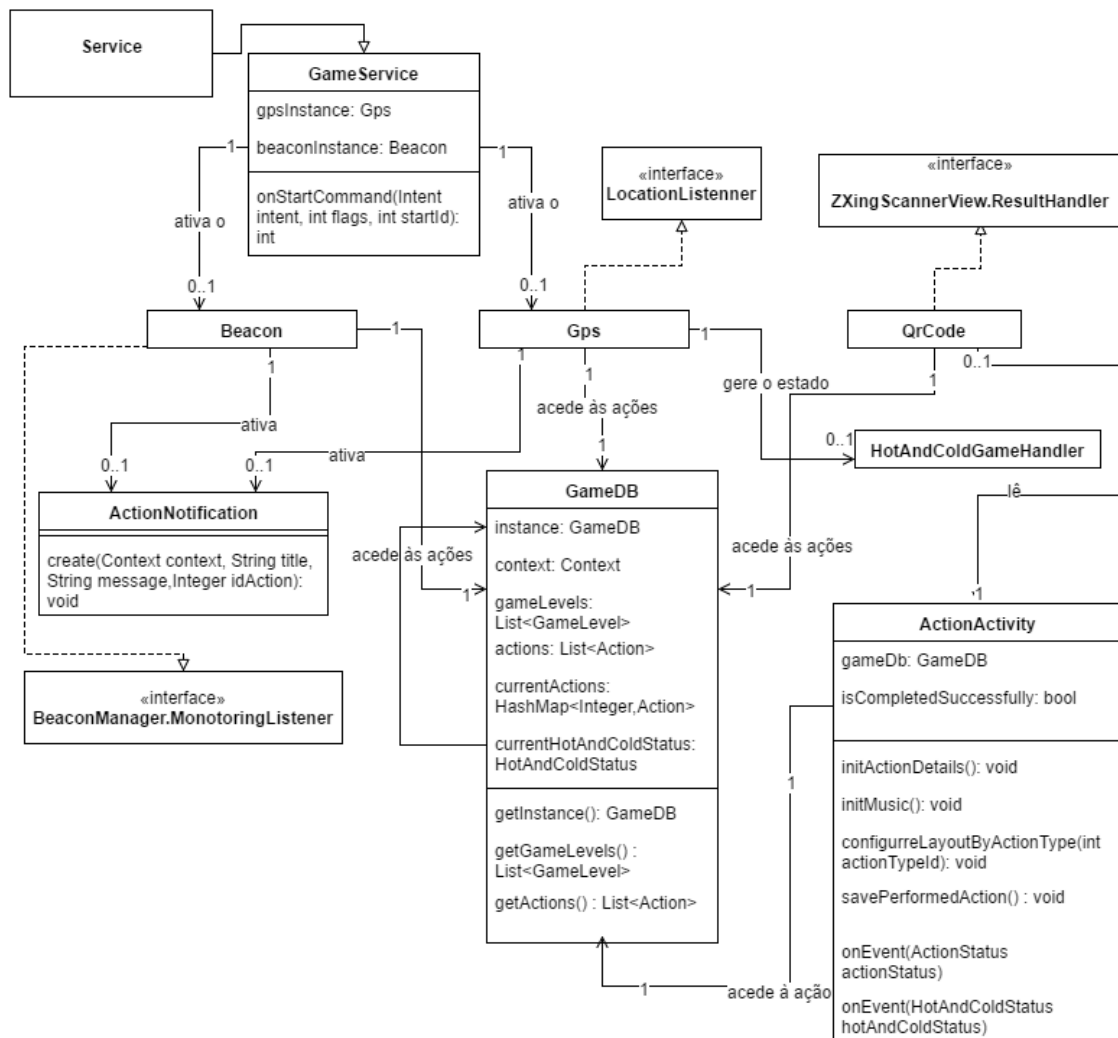 Service
GameService
gpsInstance: Gps
beaconInstance: Beacon
onStartCommand(Intent
intent, int flags, int startId):
int
1
1
ativa o
ativa o
0..1
0..1
«interface»
LocationListenner
«interface»
ZXingScannerView.ResultHandler
Beacon
Gps
QrCode
1
1
1
1
1
1
0..1
ativa
ativa
acede às ações
gere o estado
0..1
0..1
1
0..1
HotAndColdGameHandler
lê
ActionNotification
create(Context context, String title,
String message,Integer idAction):
void
acede às ações
1
acede às ações
1
GameDB
instance: GameDB
context: Context
gameLevels:
List<GameLevel>
actions: List<Action>
currentActions:
HashMap<Integer,Action>
currentHotAndColdStatus:
HotAndColdStatus
getInstance(): GameDB
getGameLevels() :
List<GameLevel>
getActions() : List<Action>
«interface»
BeaconManager.MonotoringListener
1
ActionActivity
gameDb: GameDB
isCompletedSuccessfully: bool
initActionDetails(): void
initMusic(): void
configurreLayoutByActionType(int
actionTypeId): void
savePerformedAction() : void
onEvent(ActionStatus
actionStatus)
onEvent(HotAndColdStatus
hotAndColdStatus)
1
1
acede à ação